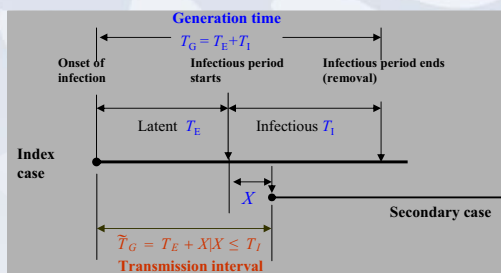 Generation time
T_G = T_E+T_I
Onset of infection
Infectious period starts
Infectious period ends (removal)
Latent T_E
Infectious T_I
Index case
X
Secondary case
T̃_G = T_E + X|X ≤ T_I
Transmission interval